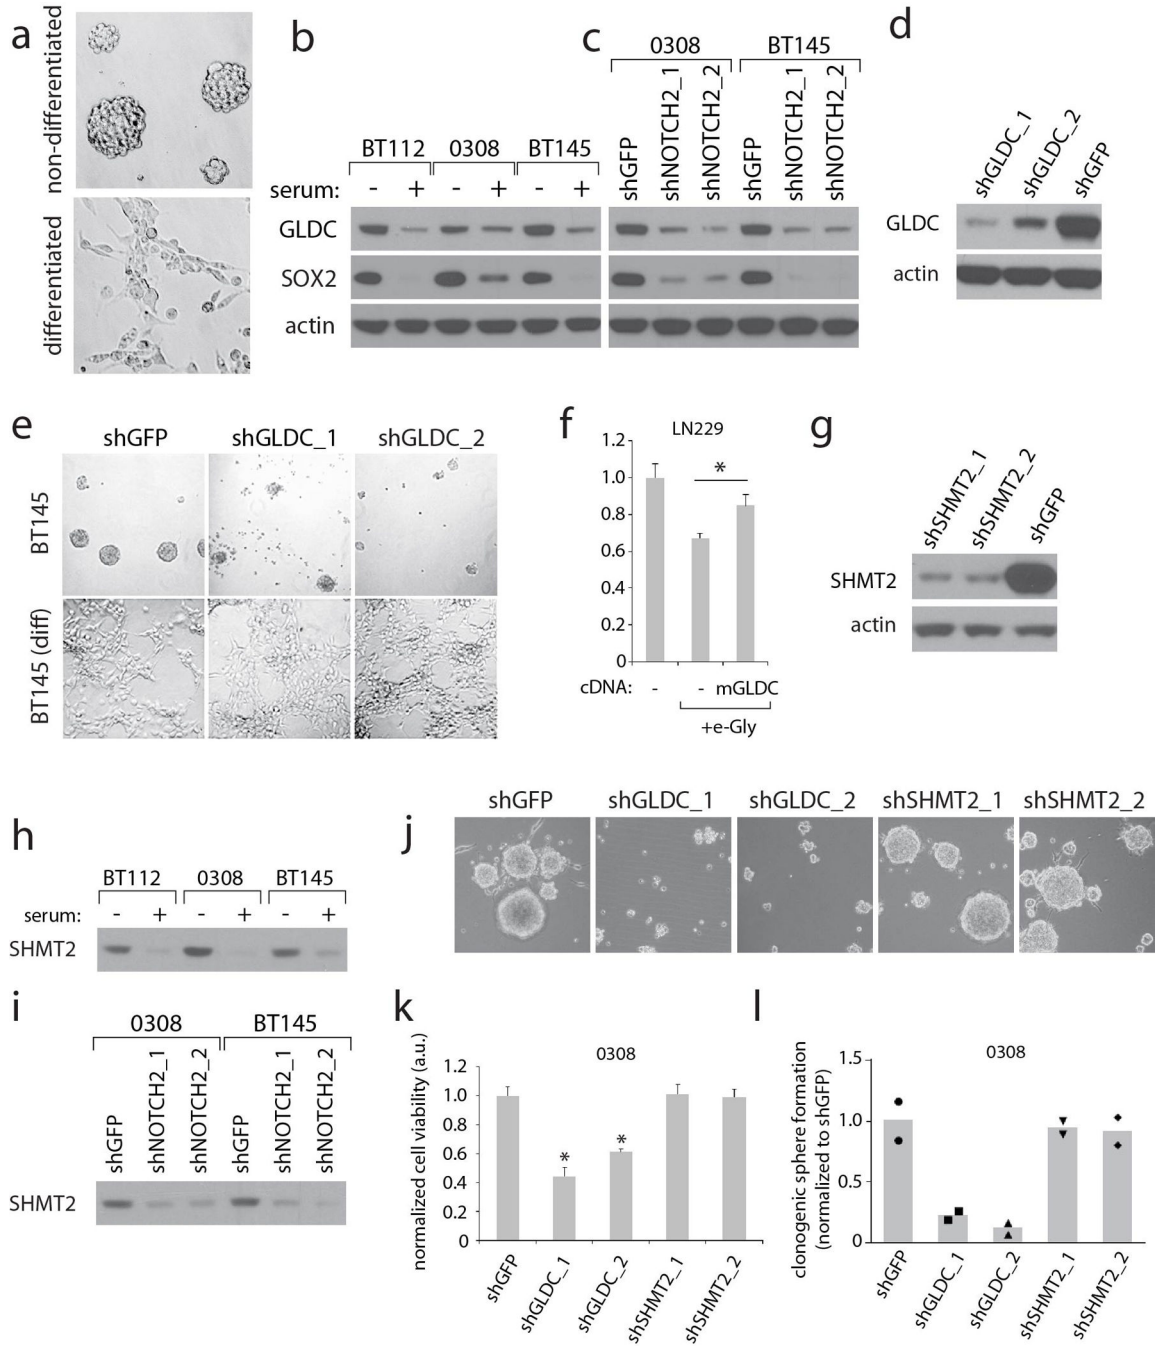 a
non-differentiated
differentiated
b
BT112 0308 BT145
serum: - + - + - +
GLDC
SOX2
actin
c
0308 BT145
shGFP shNOTCH2_1 shNOTCH2_2 shGFP shNOTCH2_1 shNOTCH2_2
d
shGLDC_1 shGLDC_2 shGFP
GLDC
actin
e
shGFP shGLDC_1 shGLDC_2
BT145
BT145 (diff)
f
LN229
1.2
1.0
0.8
0.6
0.4
0.2
0
*
cDNA: - - mGLDC
+e-Gly
g
shSHMT2_1 shSHMT2_2 shGFP
SHMT2
actin
h
BT112 0308 BT145
serum: - + - + - +
SHMT2
i
0308 BT145
shGFP shNOTCH2_1 shNOTCH2_2 shGFP shNOTCH2_1 shNOTCH2_2
SHMT2
j
shGFP shGLDC_1 shGLDC_2 shSHMT2_1 shSHMT2_2
k
0308
normalized cell viability (a.u.)
1.2
1.0
0.8
0.6
0.4
0.2
0
* *
shGFP shGLDC_1 shGLDC_2 shSHMT2_1 shSHMT2_2
l
0308
clonogenic sphere formation
(normalized to shGFP)
1.5
1.0
0.5
0
shGFP shGLDC_1 shGLDC_2 shSHMT2_1 shSHMT2_2